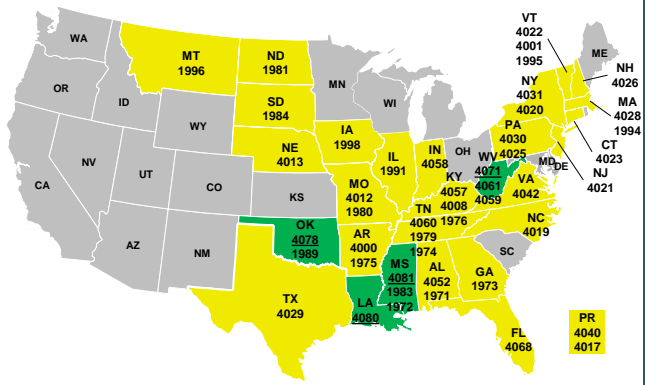 WA
OR
CA
NV
ID
UT
AZ
MT
1996
WY
CO
NM
ND
1981
SD
1984
NE
4013
KS
OK
4078
1989
TX
4029
MN
IA
1998
MO
4012
1980
AR
4000
1975
LA
4080
WI
IL
1991
MS
4081
1983
1972
IN
4058
KY
4057
4008
1976
TN
4060
1979
1974
AL
4052
1971
OH
WV
4071
4061
4059
GA
1973
FL
4068
SC
NC
4019
VA
4042
PA
4030
4025
NY
4031
4020
VT
4022
4001
1995
ME
NH
4026
MA
4028
1994
CT
4023
NJ
4021
MD
DE
PR
4040
4017